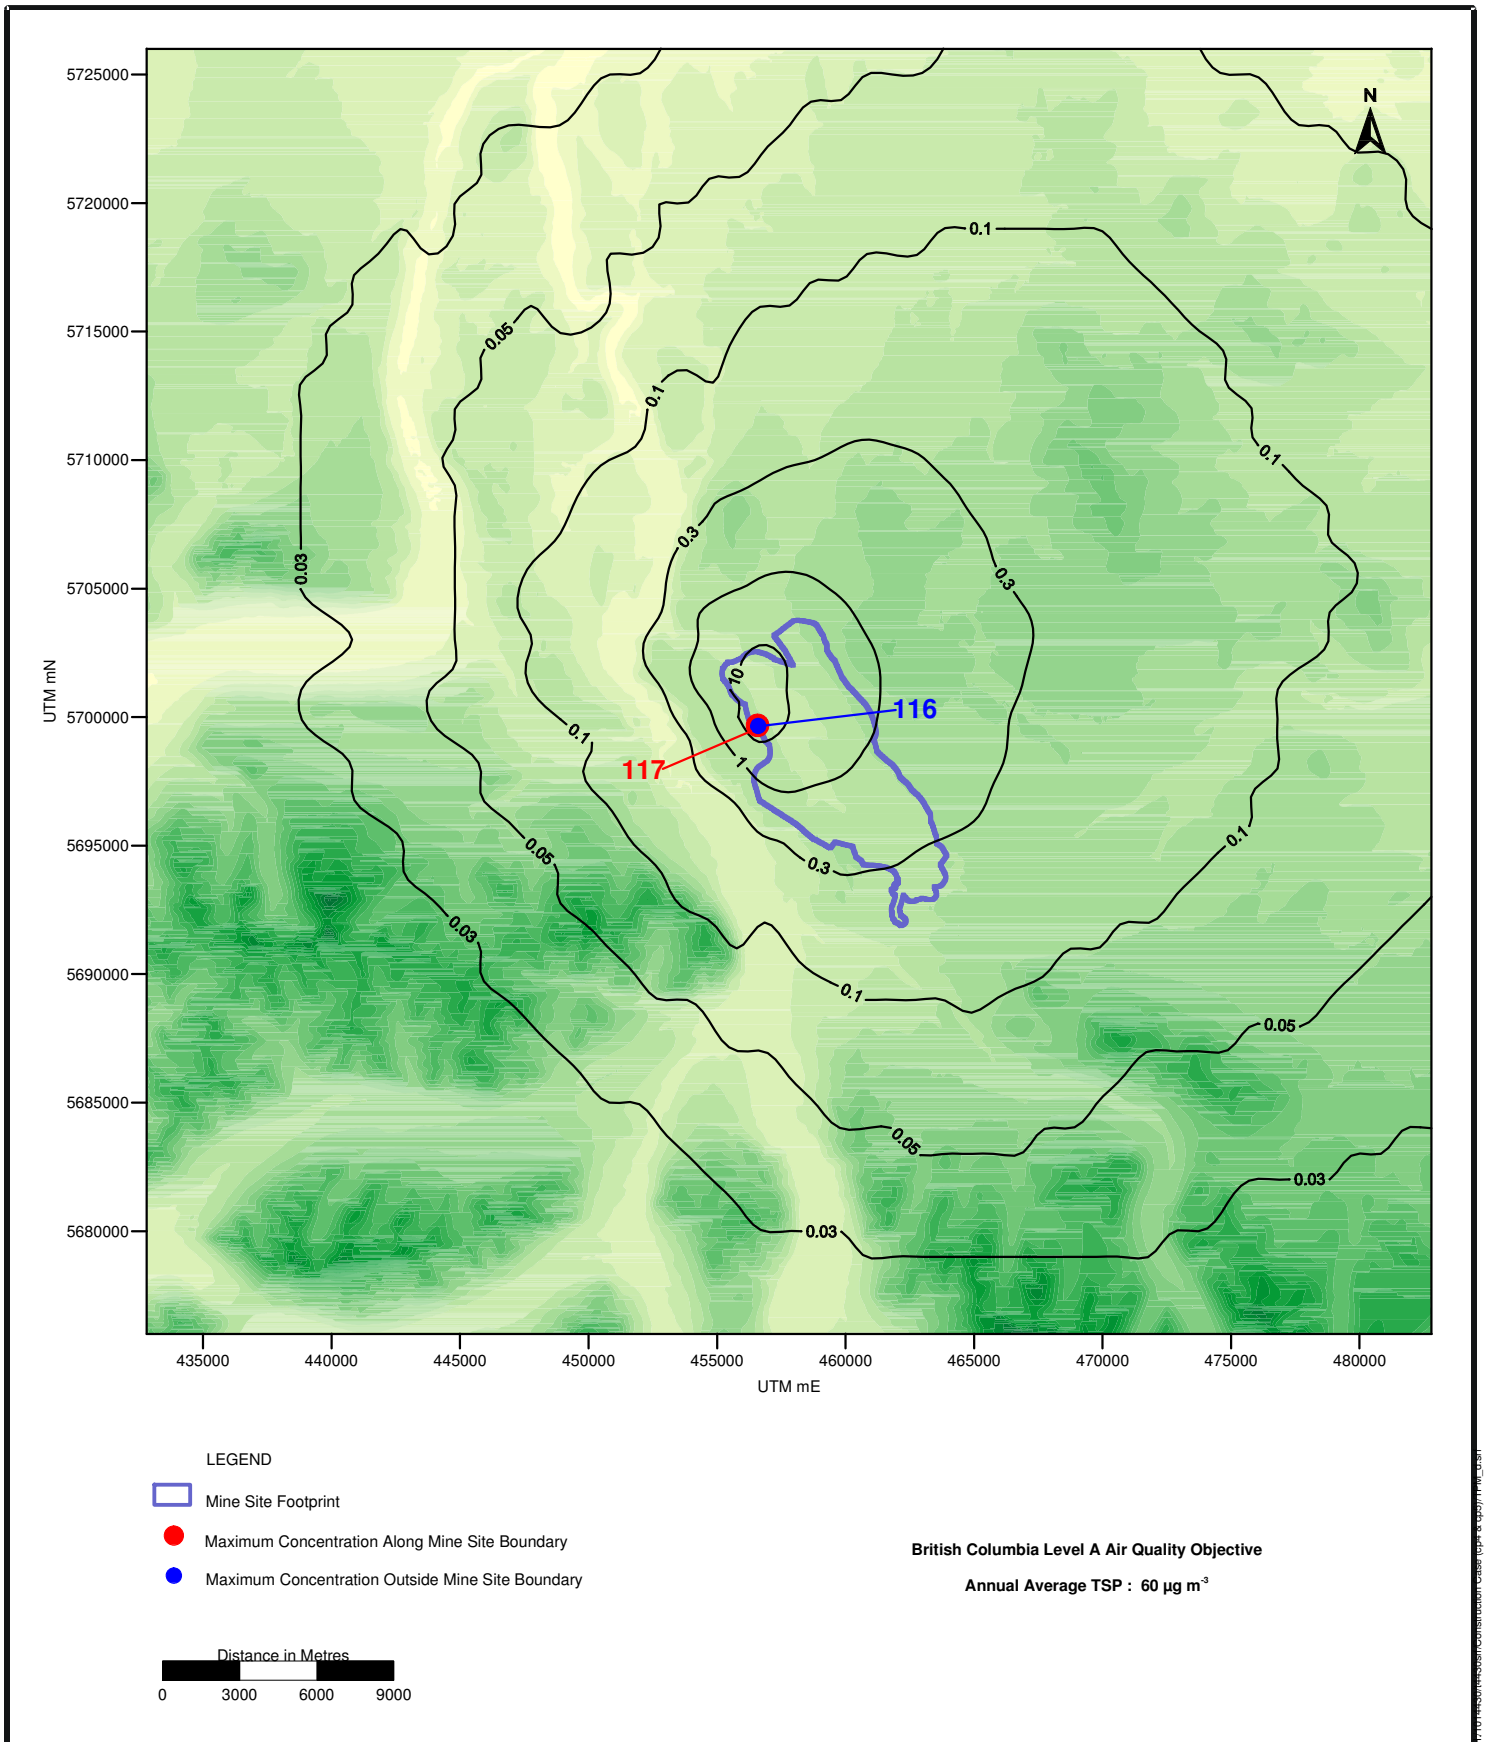 5725000
N
5720000
0.1
5715000
0.05
0.1
5710000
0.1
0.3
0.03
0.3
5705000
10
UTM mN
5700000
116
0.1
117
1
5695000
0.05
0.3
0.1
0.03
5690000
0.1
0.05
5685000
0.05
0.03
5680000
0.03
435000 440000 445000 450000 455000 460000 465000 470000 475000 480000
UTM mE
LEGEND
Mine Site Footprint
Maximum Concentration Along Mine Site Boundary
Maximum Concentration Outside Mine Site Boundary
British Columbia Level A Air Quality Objective
Annual Average TSP : 60 µg m-3
Distance in Metres
0 3000 6000 9000